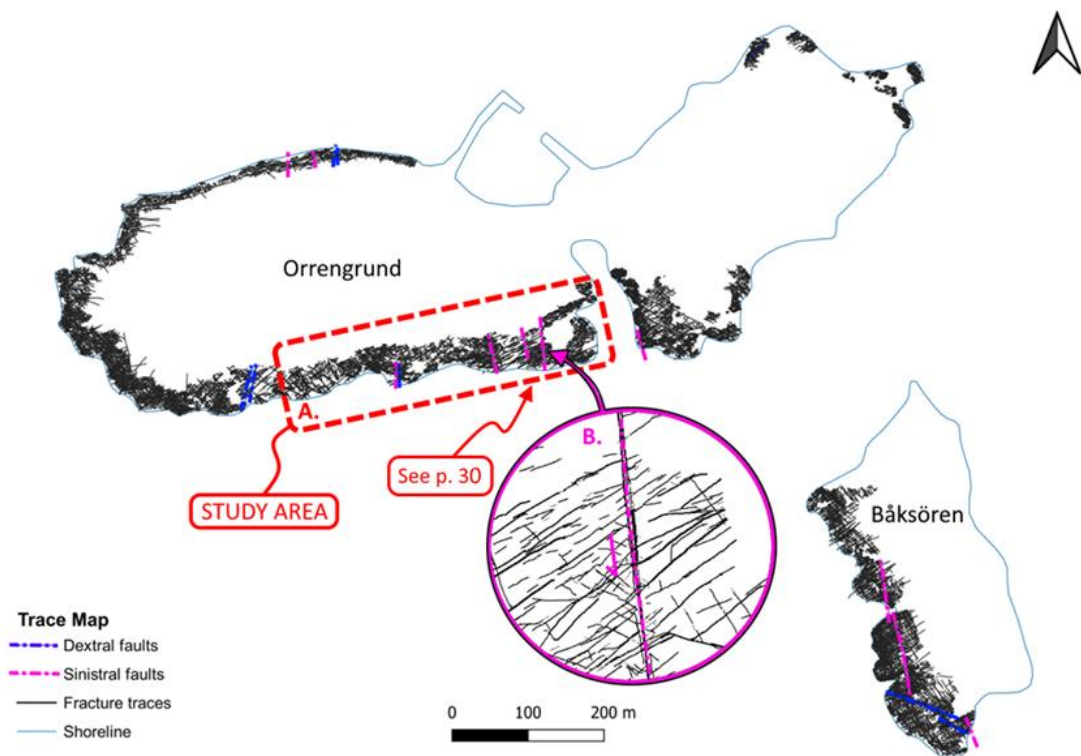 Orrengrund
A.
See p. 30
STUDY AREA
B.
Båksören
Trace Map
Dextral faults
Sinistral faults
Fracture traces
Shoreline
0 100 200 m